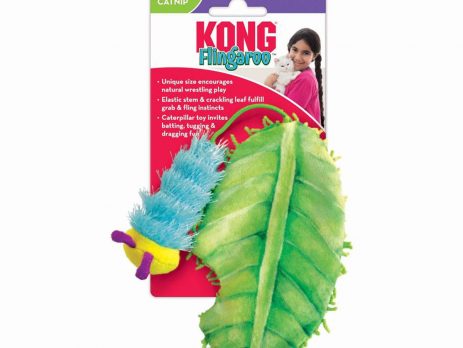 CATNIP
KONG
Flingaroo
• Unique size encourages
natural wrestling play
• Elastic stem & crackling leaf fulfill
grab & fling instincts
• Caterpillar toy invites
batting, tugging &
dragging fun